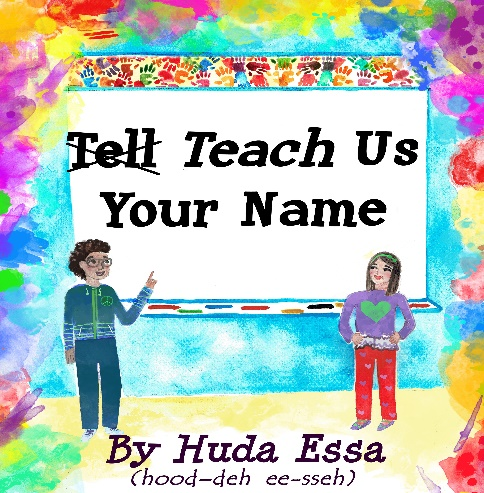 Tell Teach Us
Your Name
By Huda Essa
(hood-deh ee-sseh)